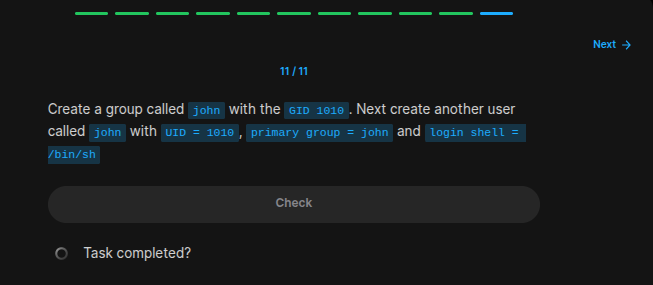 Next →
11 / 11
Create a group called john with the GID 1010. Next create another user
called john with UID = 1010, primary group = john and login shell =
/bin/sh
Check
Task completed?